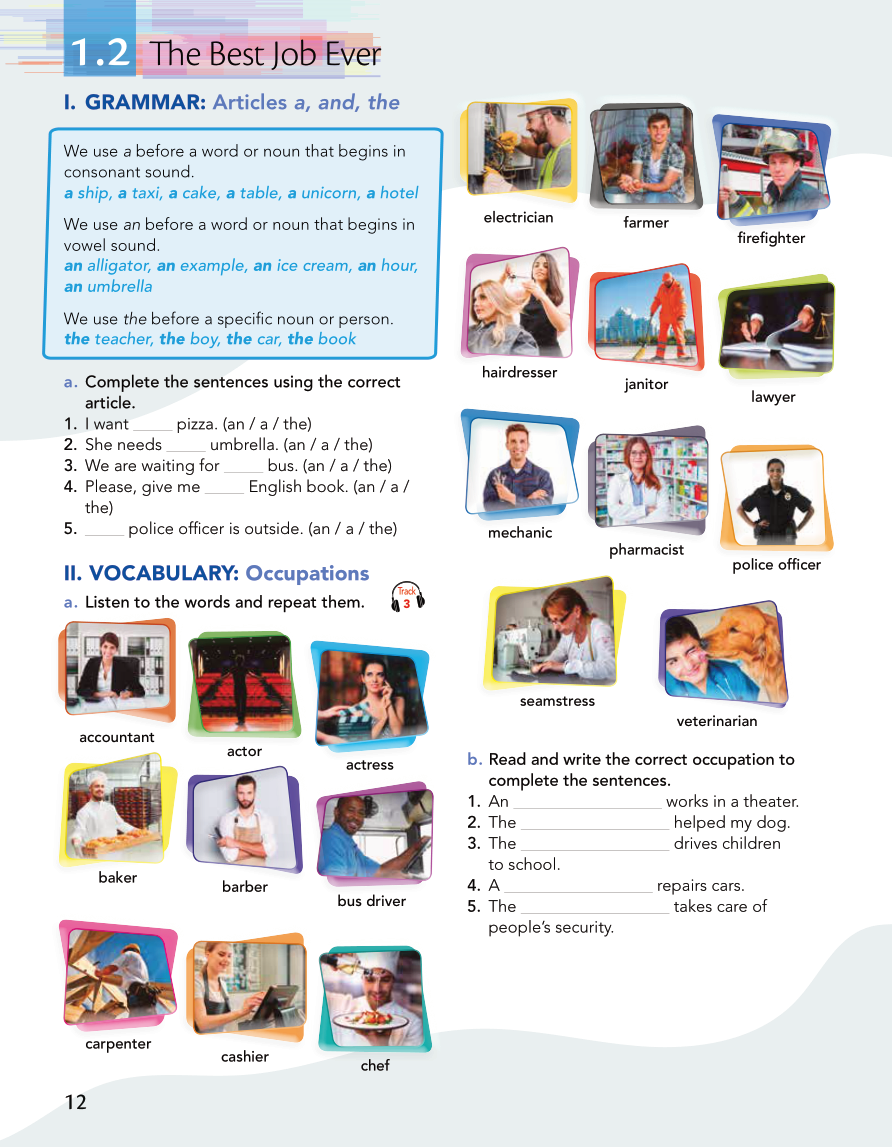 1.2 The Best Job Ever
I. GRAMMAR: Articles a, and, the
We use a before a word or noun that begins in
consonant sound.
a ship, a taxi, a cake, a table, a unicorn, a hotel
We use an before a word or noun that begins in
vowel sound.
an alligator, an example, an ice cream, an hour,
an umbrella
We use the before a specific noun or person.
the teacher, the boy, the car, the book
a. Complete the sentences using the correct
article.
1. I want _____ pizza. (an / a / the)
2. She needs _____ umbrella. (an / a / the)
3. We are waiting for _____ bus. (an / a / the)
4. Please, give me _____ English book. (an / a /
the)
5. _____ police officer is outside. (an / a / the)
II. VOCABULARY: Occupations
a. Listen to the words and repeat them.
Track
3
accountant
actor
actress
baker
barber
bus driver
carpenter
cashier
chef
electrician
farmer
firefighter
hairdresser
janitor
lawyer
mechanic
pharmacist
police officer
seamstress
veterinarian
b. Read and write the correct occupation to
complete the sentences.
1. An __________________ works in a theater.
2. The __________________ helped my dog.
3. The __________________ drives children
to school.
4. A __________________ repairs cars.
5. The __________________ takes care of
people's security.
12